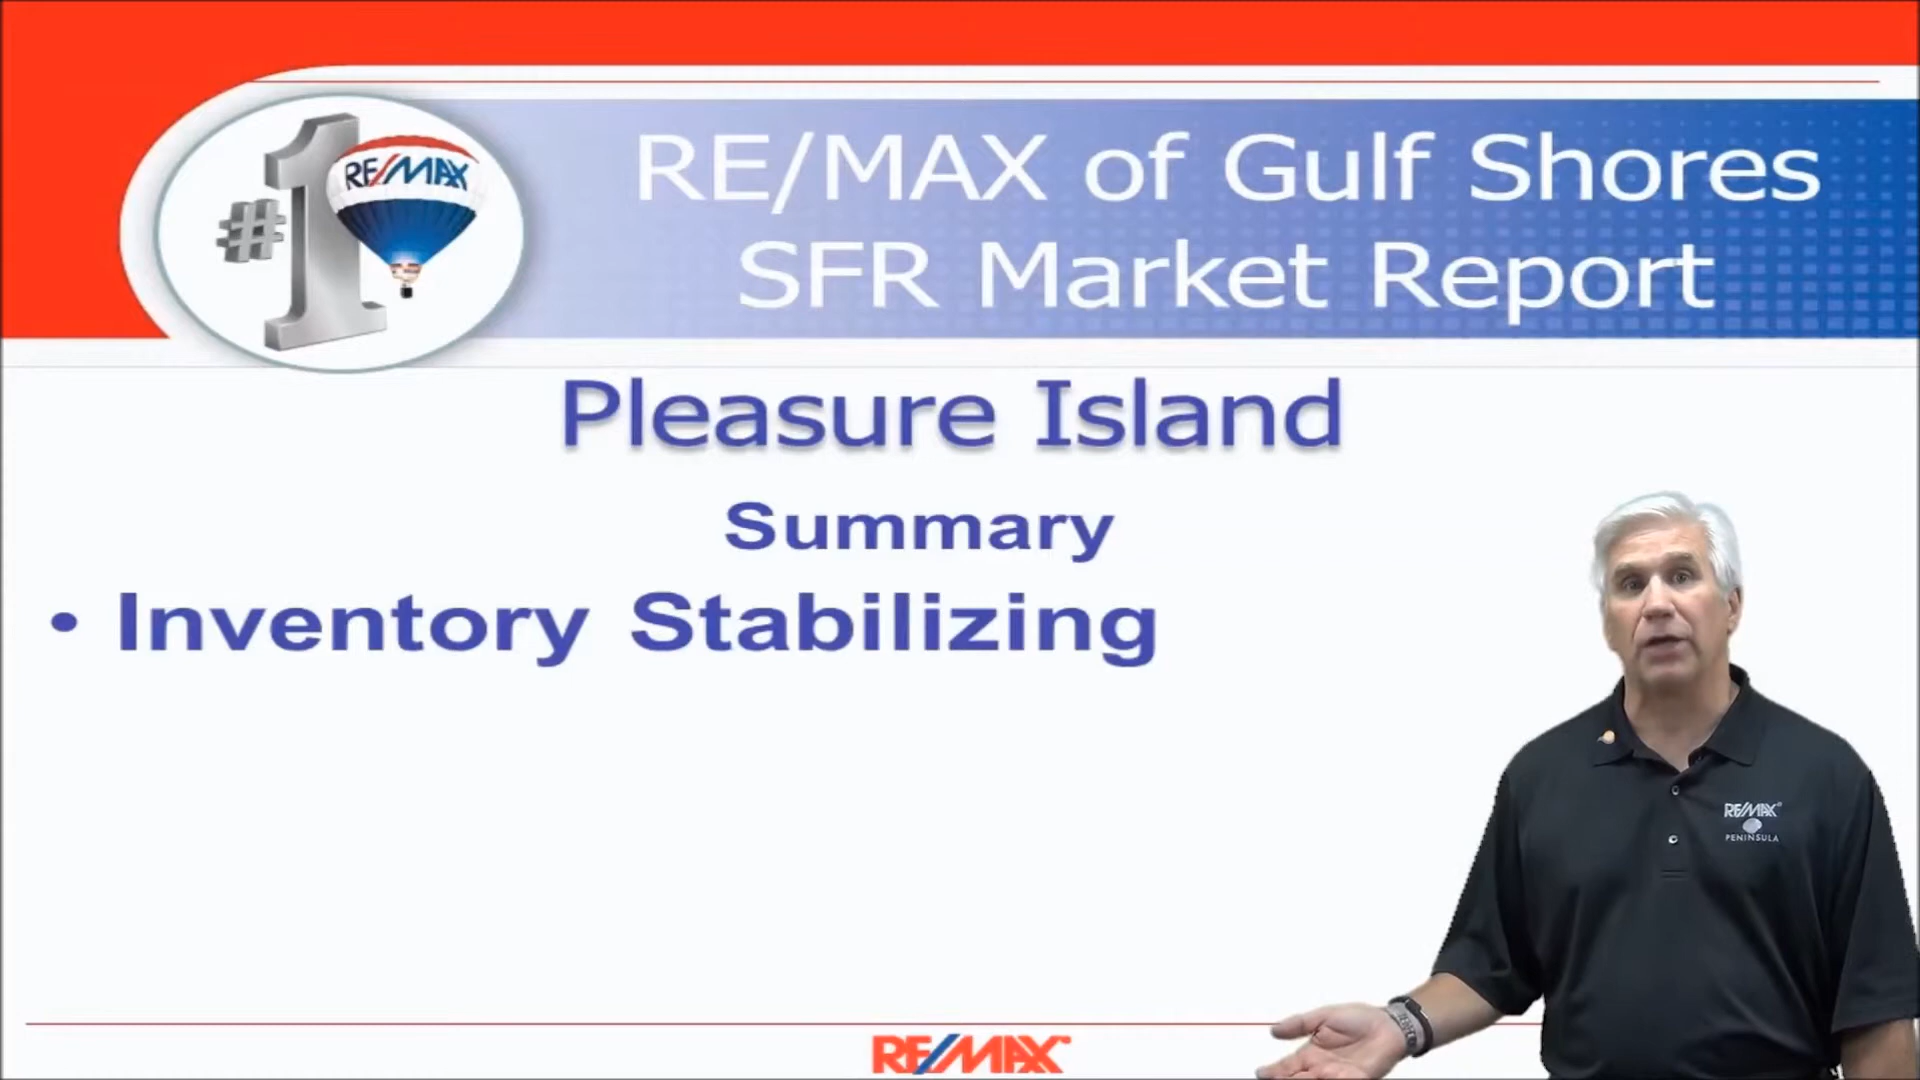 #1
RE/MAX
RE/MAX of Gulf Shores
SFR Market Report
Pleasure Island
Summary
• Inventory Stabilizing
RE/MAX
PENINSULA
RE/MAX